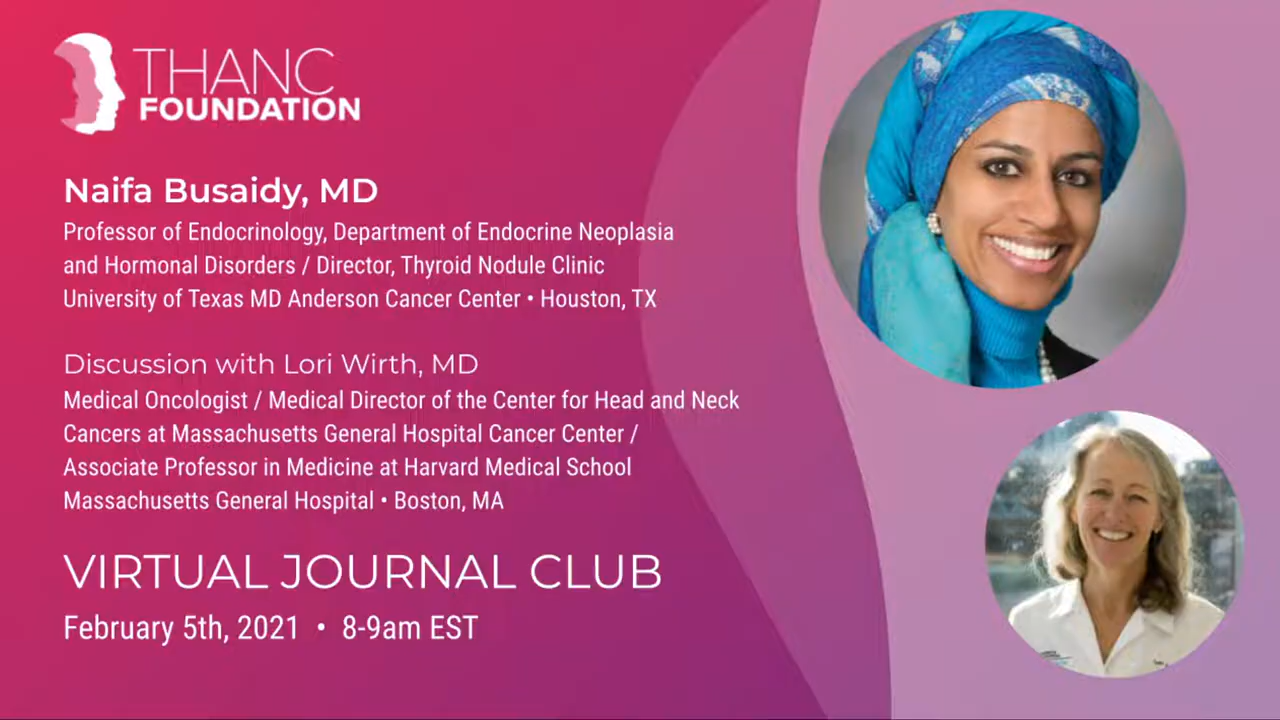 THANC
FOUNDATION
Naifa Busaidy, MD
Professor of Endocrinology, Department of Endocrine Neoplasia
and Hormonal Disorders / Director, Thyroid Nodule Clinic
University of Texas MD Anderson Cancer Center • Houston, TX
Discussion with Lori Wirth, MD
Medical Oncologist / Medical Director of the Center for Head and Neck
Cancers at Massachusetts General Hospital Cancer Center /
Associate Professor in Medicine at Harvard Medical School
Massachusetts General Hospital • Boston, MA
VIRTUAL JOURNAL CLUB
February 5th, 2021 • 8-9am EST